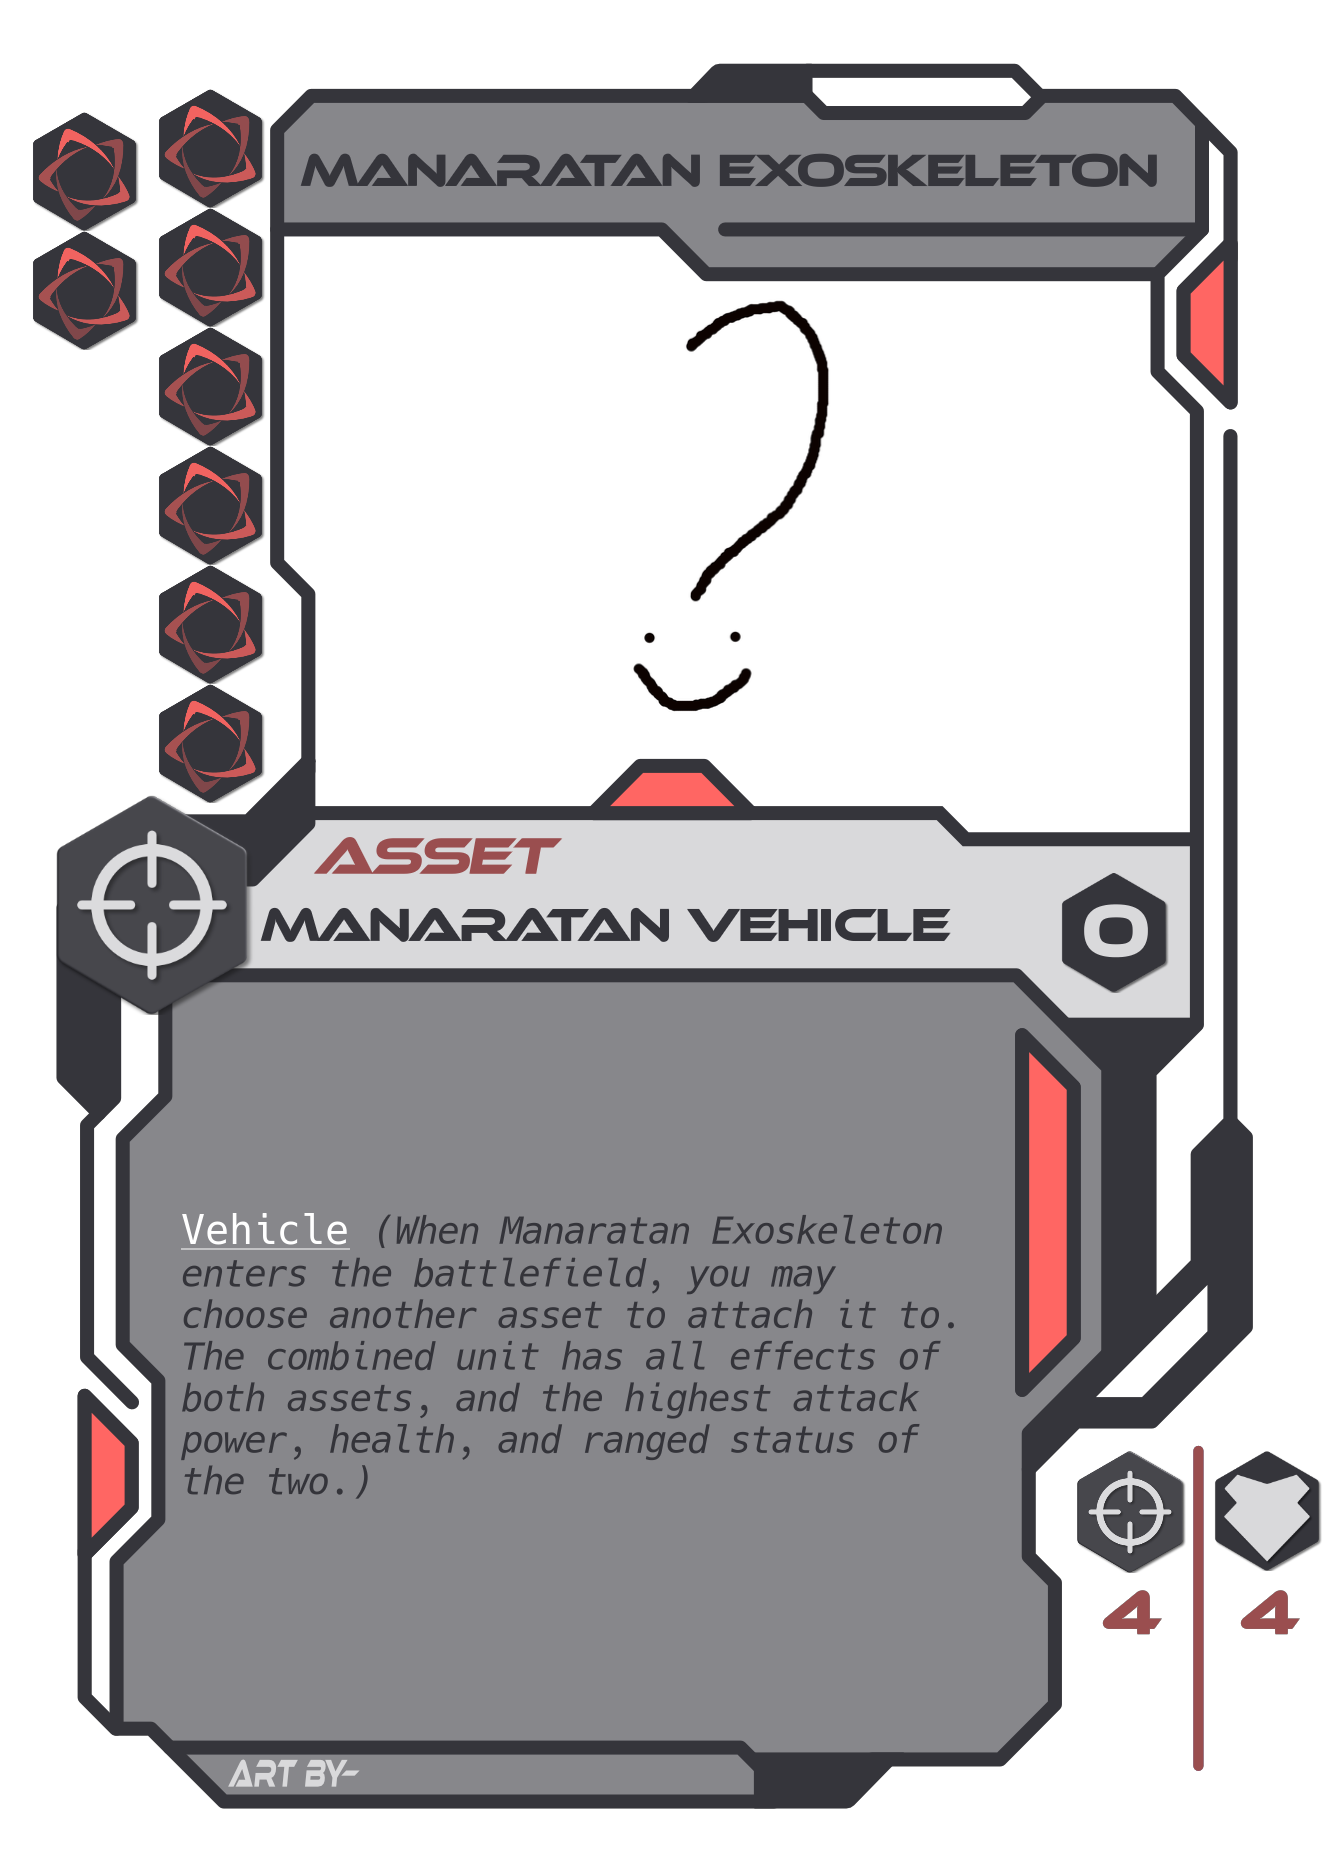 MANARATAN EXOSKELETON
ASSET
MANARATAN VEHICLE
0
Vehicle (When Manaratan Exoskeleton
enters the battlefield, you may
choose another asset to attach it to.
The combined unit has all effects of
both assets, and the highest attack
power, health, and ranged status of
the two.)
4 4
ART BY-